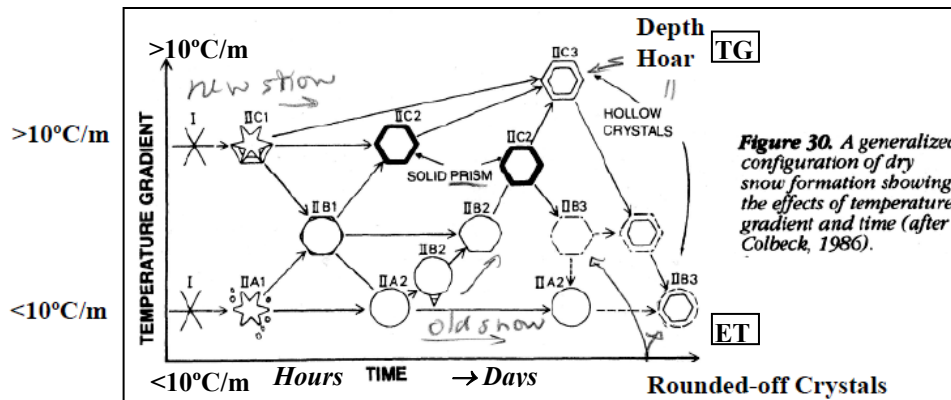 >10ºC/m
Depth
Hoar
TG
IIC3
new snow
>10ºC/m
I
IIC1
IIC2
HOLLOW
CRYSTALS
IIC2
SOLID PRISM
TEMPERATURE GRADIENT
IIB1
IIB2
IIB3
IIB2
<10ºC/m
I
IIA1
IIA2
IIA2
IIB3
old snow
ET
<10ºC/m
Hours
TIME
→Days
Rounded-off Crystals
Figure 30. A generalized
configuration of dry
snow formation showing
the effects of temperature
gradient and time (after
Colbeck, 1986).